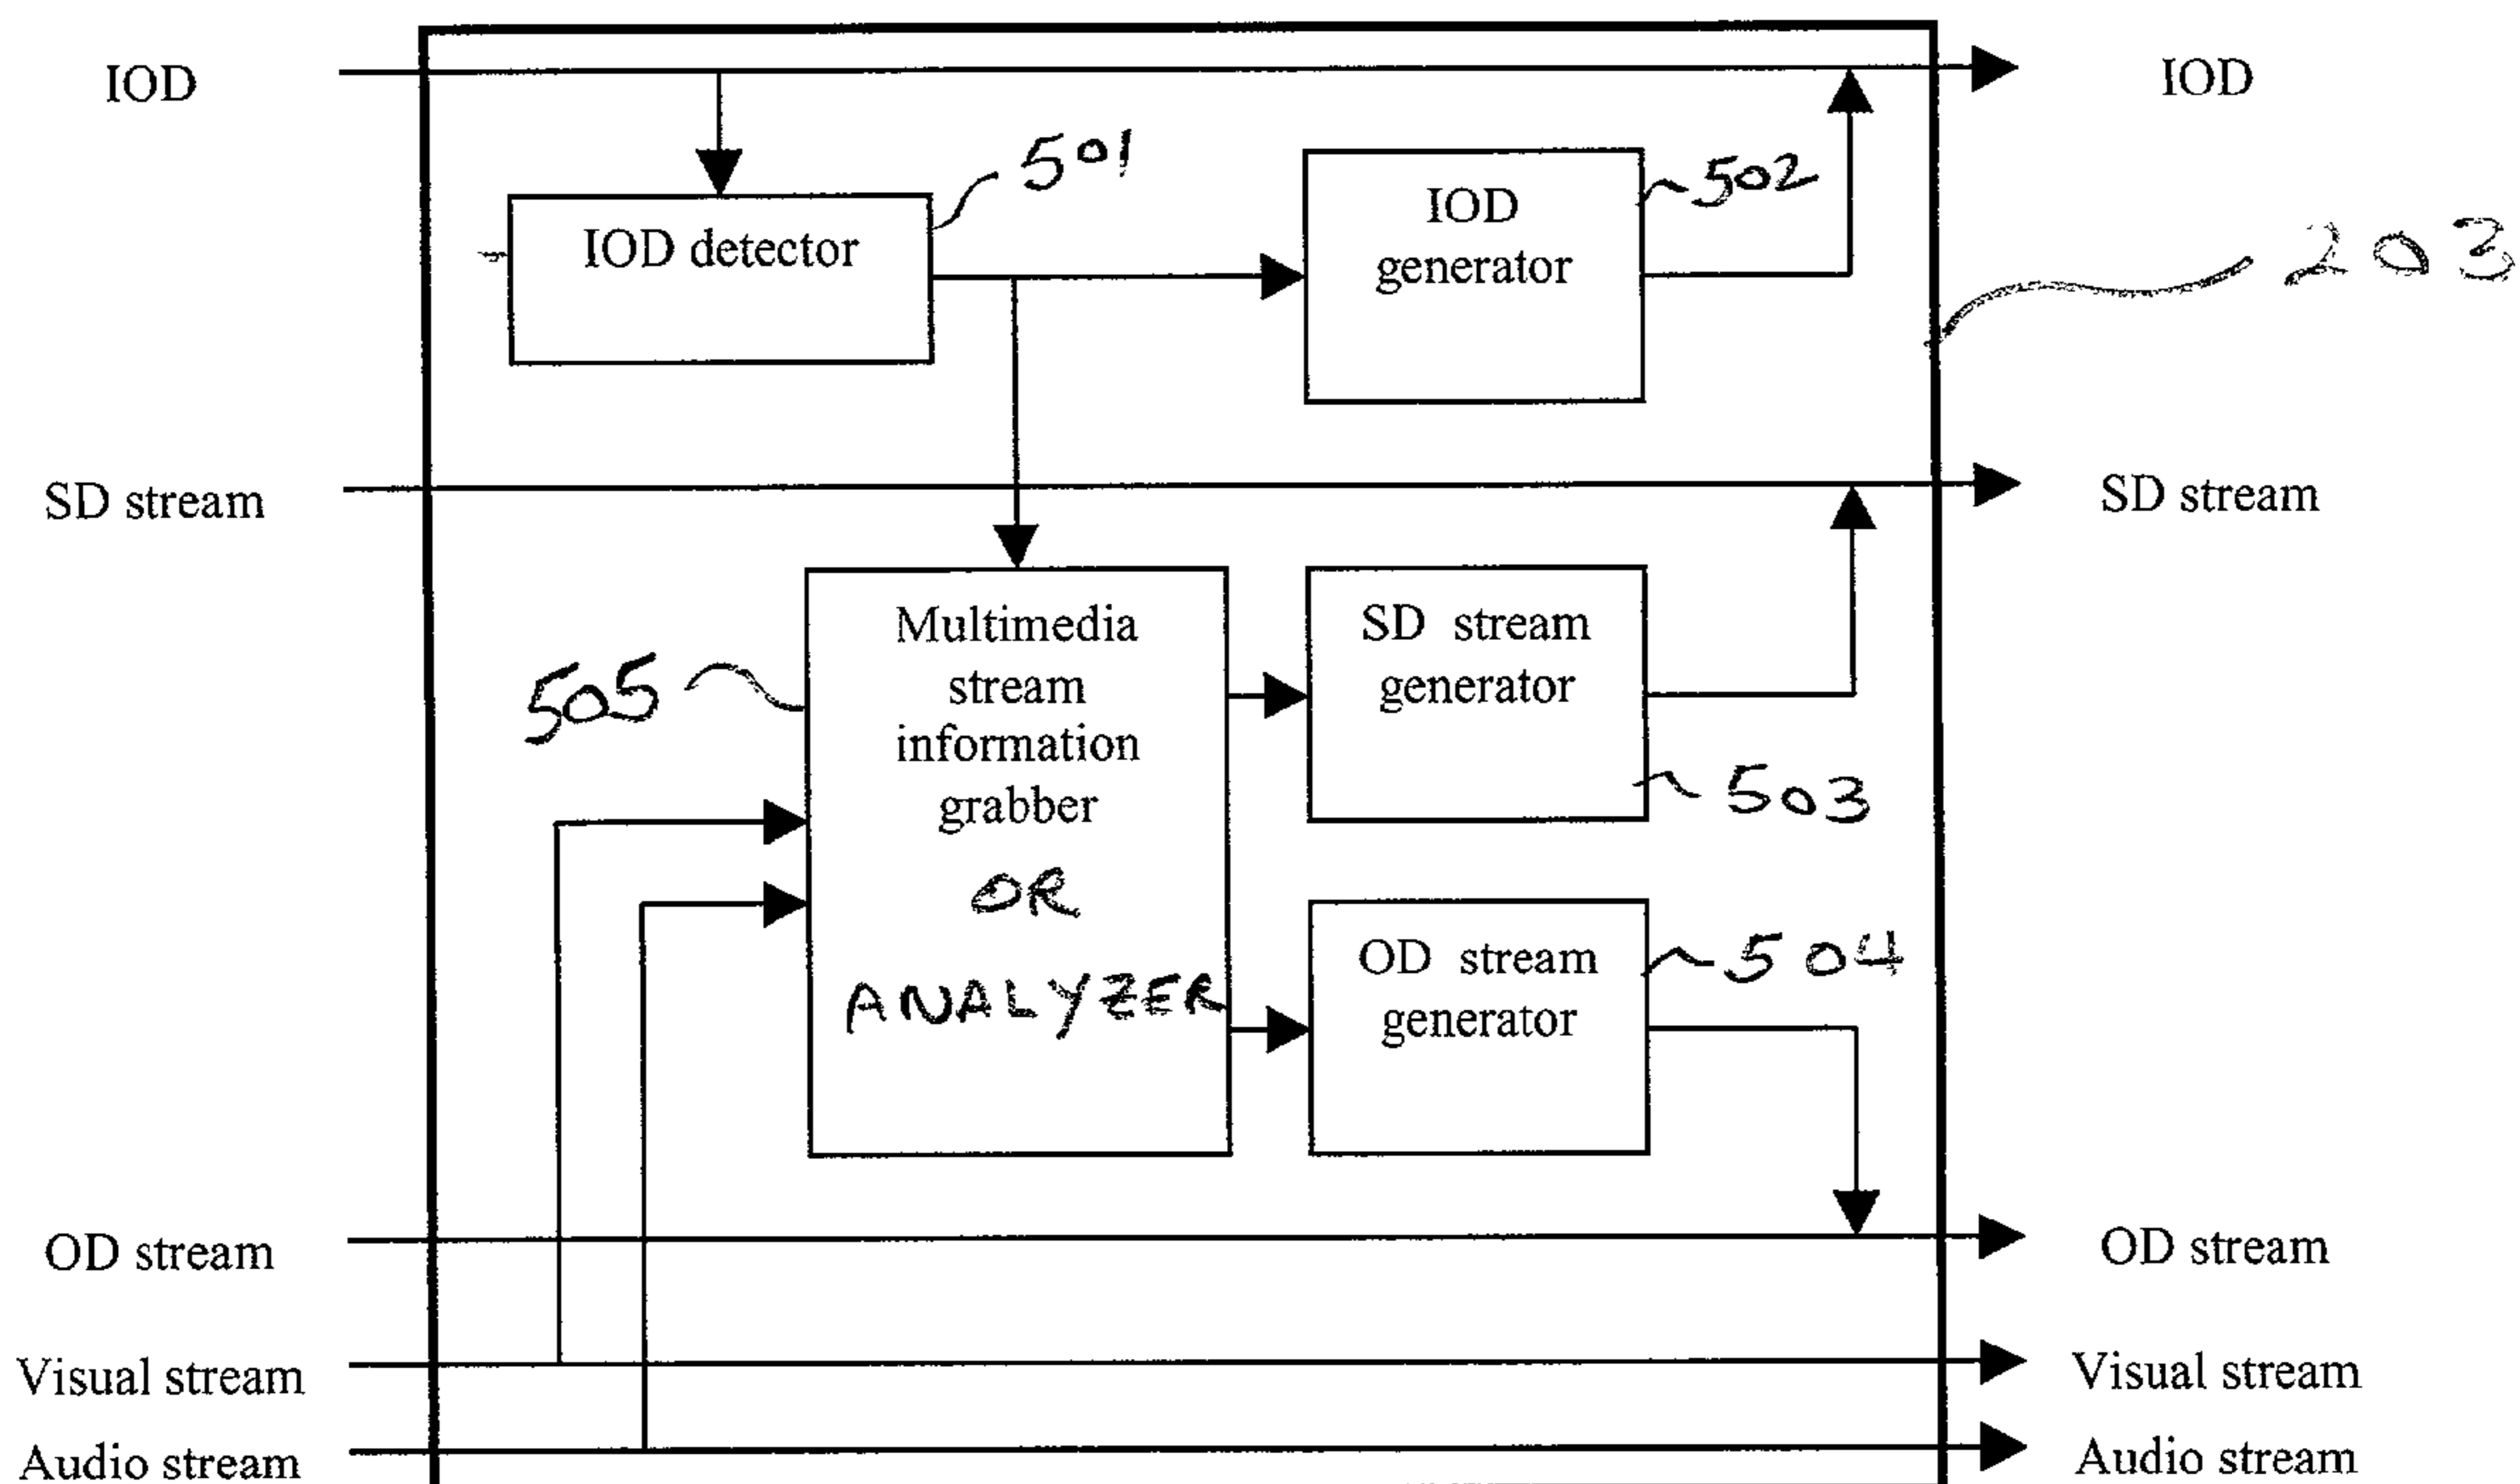 IOD
IOD
501
502
IOD detector
IOD
generator
203
SD stream
SD stream
Multimedia
stream
information
grabber
OR
ANALYZER
505
SD stream
generator
503
OD stream
generator
504
OD stream
OD stream
Visual stream
Visual stream
Audio stream
Audio stream